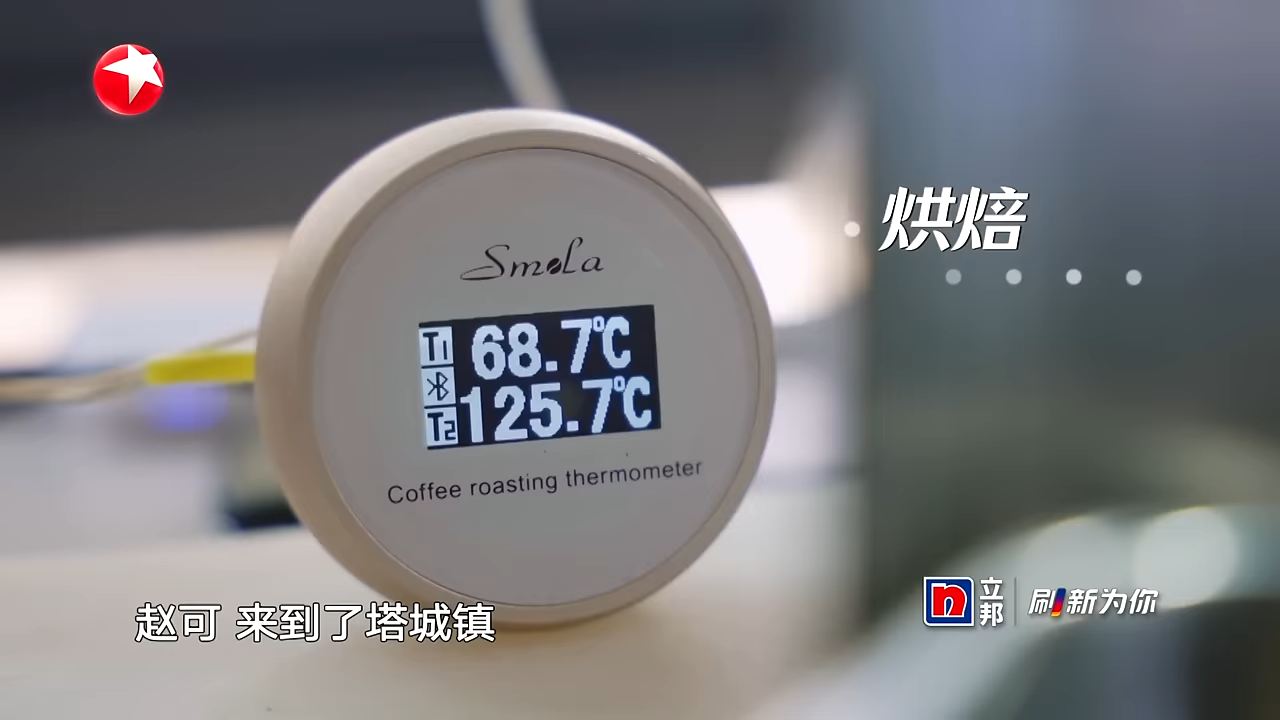 烘焙
Smola
T1 68.7℃
T2 125.7℃
Coffee roasting thermometer
n 立邦 刷新为你
赵可 来到了塔城镇